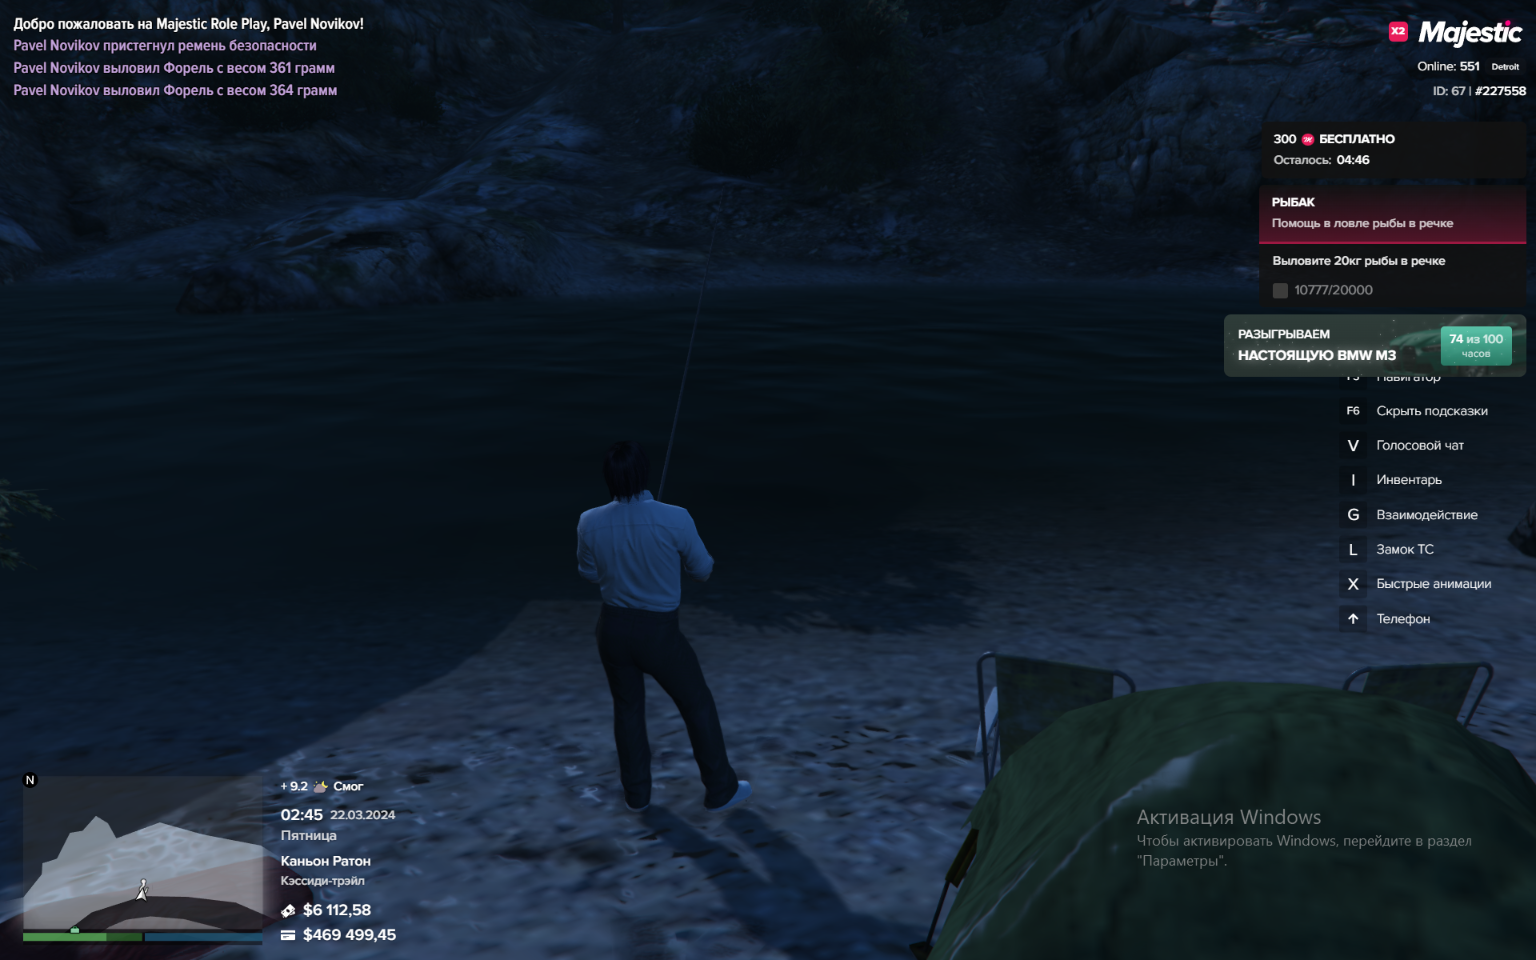 Добро пожаловать на Majestic Role Play, Pavel Novikov!
Pavel Novikov пристегнул ремень безопасности
Pavel Novikov выловил Форель с весом 361 грамм
Pavel Novikov выловил Форель с весом 364 грамм
X2 Majestic
Online: 551 Detroit
ID: 67 | #227558
300 БЕСПЛАТНО
Осталось: 04:46
РЫБАК
Помощь в ловле рыбы в речке
Выловите 20кг рыбы в речке
10777/20000
РАЗЫГРЫВАЕМ
НАСТОЯЩУЮ BMW M3
74 из 100
часов
Навигатор
F6 Скрыть подсказки
V Голосовой чат
I Инвентарь
G Взаимодействие
L Замок ТС
X Быстрые анимации
↑ Телефон
N
+ 9.2 Смог
02:45 22.03.2024
Пятница
Каньон Ратон
Кэссиди-трэйл
$6 112,58
$469 499,45
Активация Windows
Чтобы активировать Windows, перейдите в раздел
"Параметры".